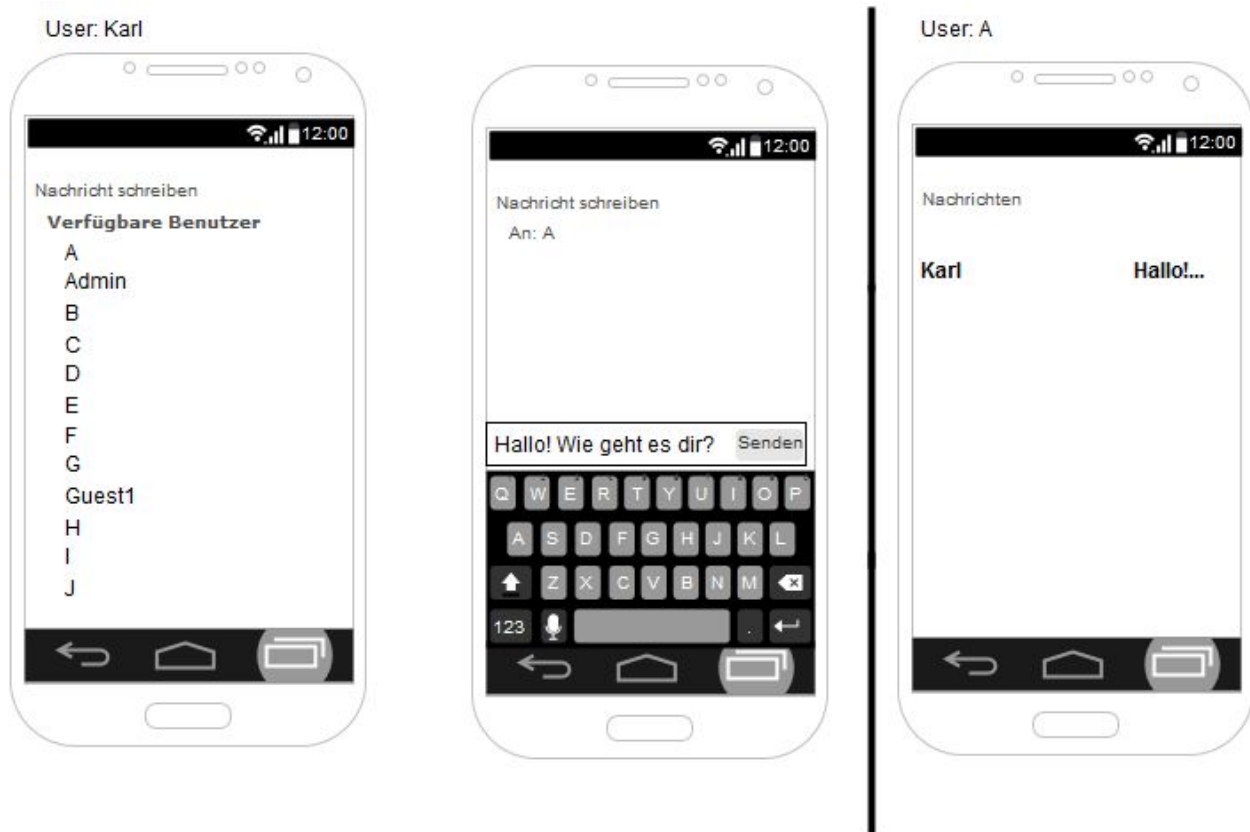 User: Karl
12:00
Nachricht schreiben
Verfügbare Benutzer
A
Admin
B
C
D
E
F
G
Guest1
H
I
J
12:00
Nachricht schreiben
An: A
Hallo! Wie geht es dir? Senden
Q W E R T Y U I O P
A S D F G H J K L
Z X C V B N M
123 .
User: A
12:00
Nachrichten
Karl Hallo!...